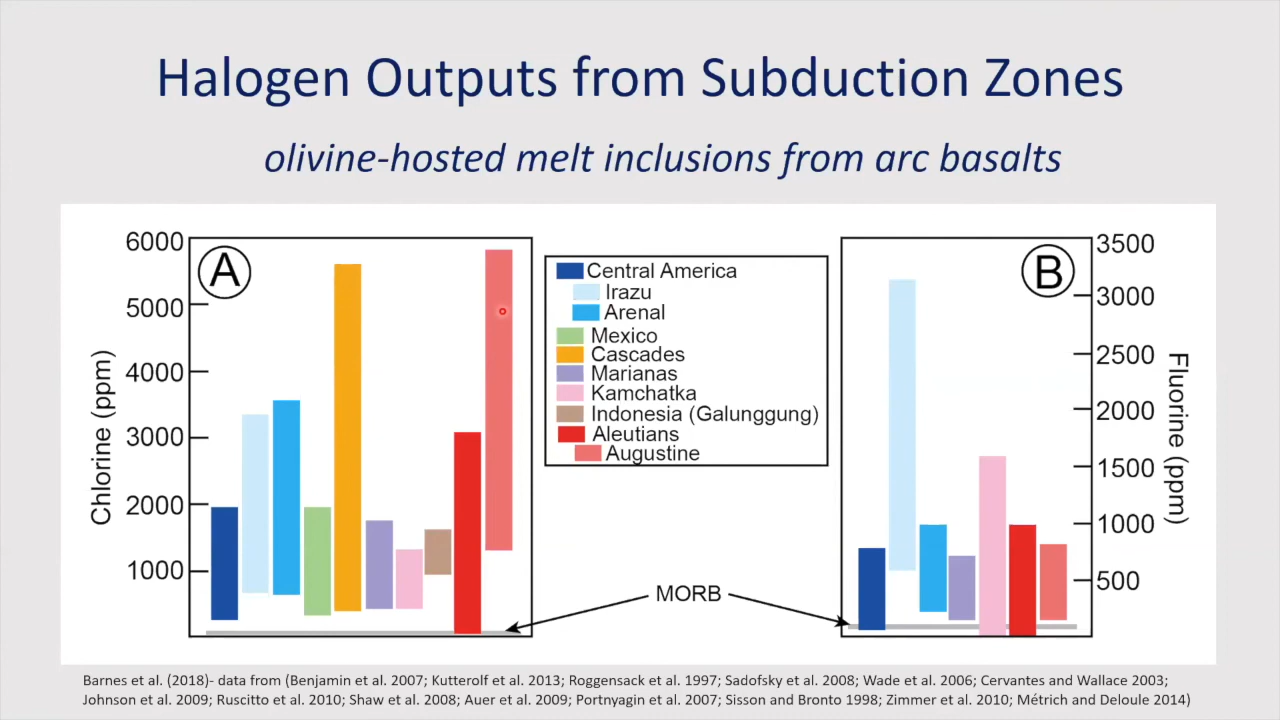 Halogen Outputs from Subduction Zones
olivine-hosted melt inclusions from arc basalts
A
Chlorine (ppm)
6000
5000
4000
3000
2000
1000
Central America
Irazu
Arenal
Mexico
Cascades
Marianas
Kamchatka
Indonesia (Galunggung)
Aleutians
Augustine
MORB
B
3500
3000
2500
2000
1500
1000
500
Fluorine (ppm)
Barnes et al. (2018)- data from (Benjamin et al. 2007; Kutterolf et al. 2013; Roggensack et al. 1997; Sadofsky et al. 2008; Wade et al. 2006; Cervantes and Wallace 2003;
Johnson et al. 2009; Ruscitto et al. 2010; Shaw et al. 2008; Auer et al. 2009; Portnyagin et al. 2007; Sisson and Bronto 1998; Zimmer et al. 2010; Métrich and Deloule 2014)